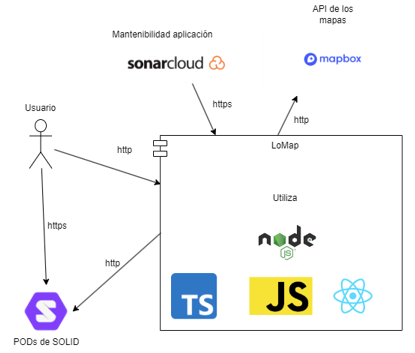 API de los
mapas
Mantenibilidad aplicación
sonarcloud
mapbox
https
http
Usuario
LoMap
http
Utiliza
https
node
JS
http
TS
JS
PODs de SOLID